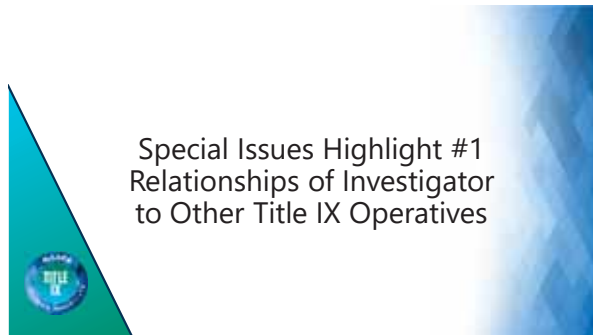 Special Issues Highlight #1
Relationships of Investigator
to Other Title IX Operatives
TITLE
IX